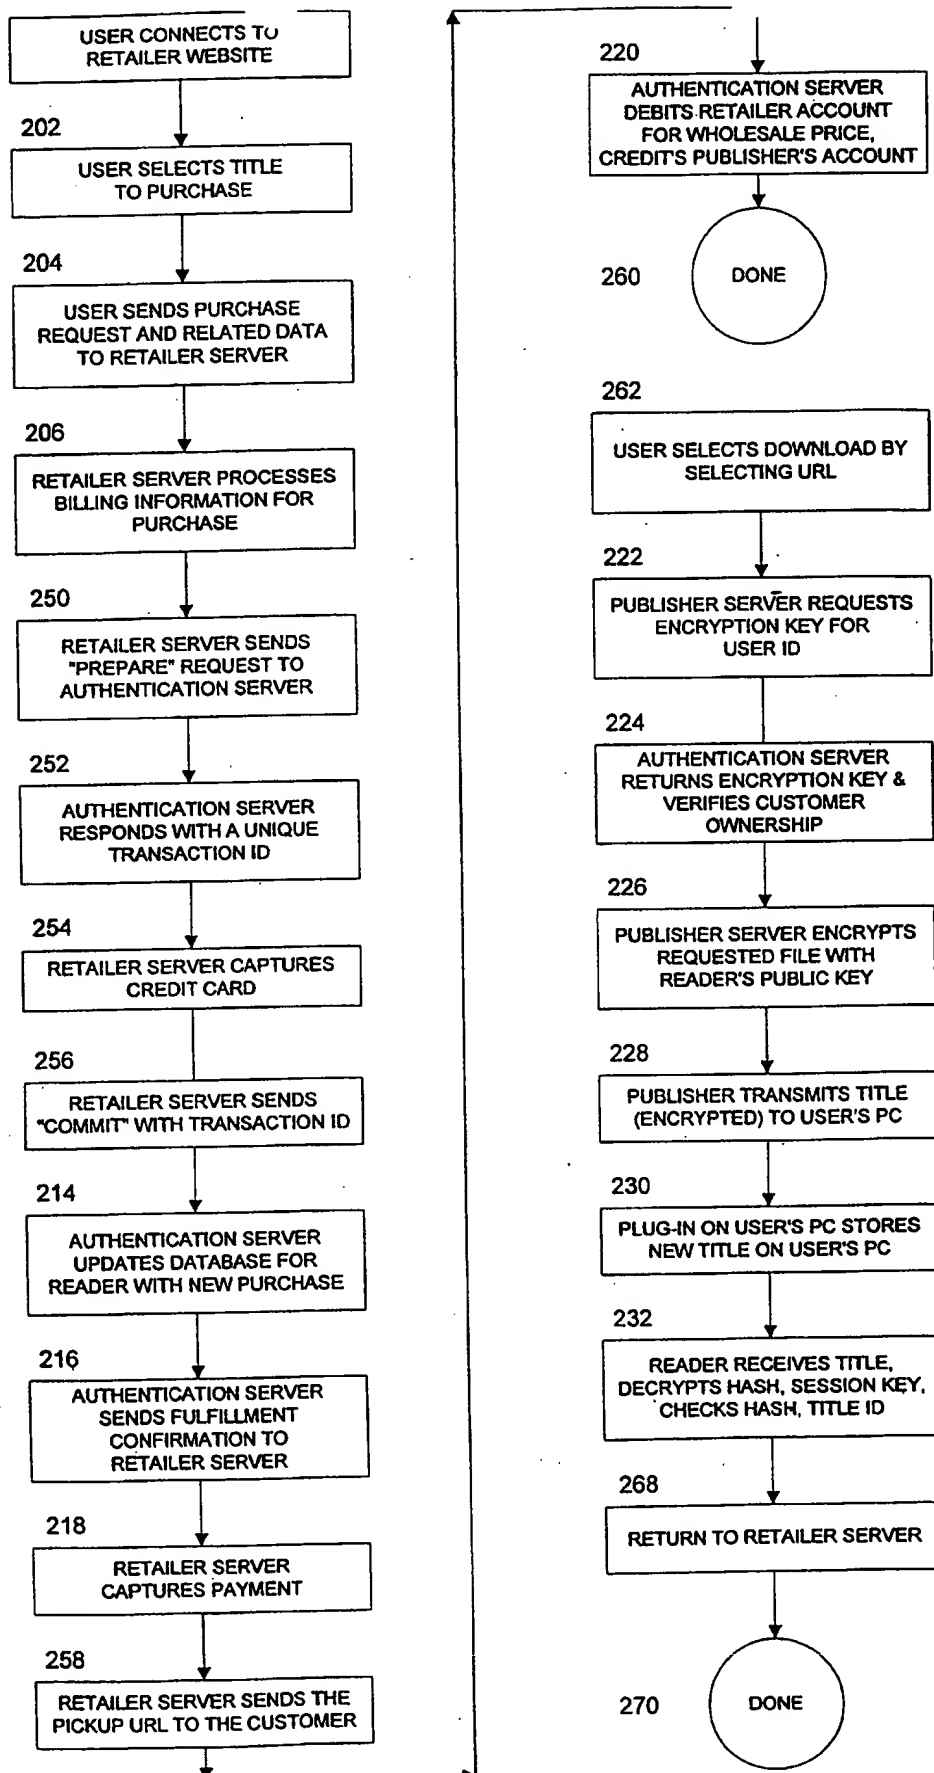 USER CONNECTS TO
RETAILER WEBSITE
202
USER SELECTS TITLE
TO PURCHASE
204
USER SENDS PURCHASE
REQUEST AND RELATED DATA
TO RETAILER SERVER
206
RETAILER SERVER PROCESSES
BILLING INFORMATION FOR
PURCHASE
250
RETAILER SERVER SENDS
"PREPARE" REQUEST TO
AUTHENTICATION SERVER
252
AUTHENTICATION SERVER
RESPONDS WITH A UNIQUE
TRANSACTION ID
254
RETAILER SERVER CAPTURES
CREDIT CARD
256
RETAILER SERVER SENDS
"COMMIT" WITH TRANSACTION ID
214
AUTHENTICATION SERVER
UPDATES DATABASE FOR
READER WITH NEW PURCHASE
216
AUTHENTICATION SERVER
SENDS FULFILLMENT
CONFIRMATION TO
RETAILER SERVER
218
RETAILER SERVER
CAPTURES PAYMENT
258
RETAILER SERVER SENDS THE
PICKUP URL TO THE CUSTOMER
220
AUTHENTICATION SERVER
DEBITS RETAILER ACCOUNT
FOR WHOLESALE PRICE,
CREDIT'S PUBLISHER'S ACCOUNT
260
DONE
262
USER SELECTS DOWNLOAD BY
SELECTING URL
222
PUBLISHER SERVER REQUESTS
ENCRYPTION KEY FOR
USER ID
224
AUTHENTICATION SERVER
RETURNS ENCRYPTION KEY &
VERIFIES CUSTOMER
OWNERSHIP
226
PUBLISHER SERVER ENCRYPTS
REQUESTED FILE WITH
READER'S PUBLIC KEY
228
PUBLISHER TRANSMITS TITLE
(ENCRYPTED) TO USER'S PC
230
PLUG-IN ON USER'S PC STORES
NEW TITLE ON USER'S PC
232
READER RECEIVES TITLE,
DECRYPTS HASH, SESSION KEY,
CHECKS HASH, TITLE ID
268
RETURN TO RETAILER SERVER
270
DONE